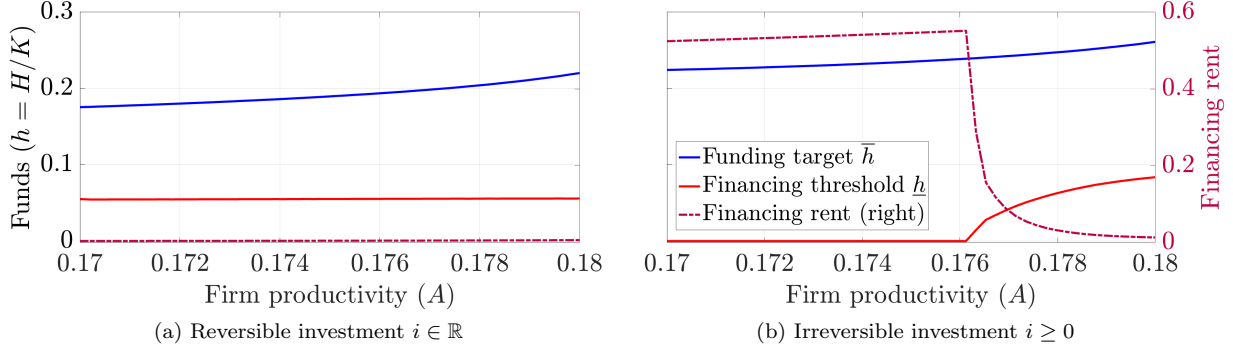 0.3
0.2
0.1
0
Funds (h = H/K)
0.17 0.172 0.174 0.176 0.178 0.18
Firm productivity (A)
(a) Reversible investment i ∈ ℝ
Funding target h̅
Financing threshold h̲
Financing rent (right)
0.6
0.4
0.2
0
Financing rent
0.17 0.172 0.174 0.176 0.178 0.18
Firm productivity (A)
(b) Irreversible investment i ≥ 0